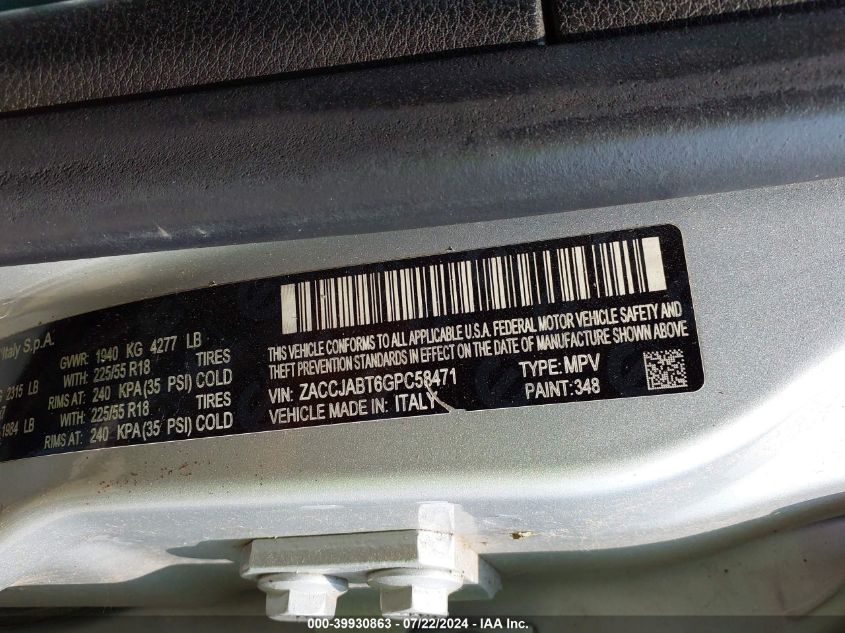 Italy S.p.A.
GVWR: 1940 KG 4277 LB
2315 LB WITH: 225/55 R18 TIRES
RIMS AT: 240 KPA(35 PSI) COLD
1984 LB WITH: 225/55 R18 TIRES
RIMS AT: 240 KPA(35 PSI) COLD
THIS VEHICLE CONFORMS TO ALL APPLICABLE U.S.A. FEDERAL MOTOR VEHICLE SAFETY AND
THEFT PREVENTION STANDARDS IN EFFECT ON THE DATE OF MANUFACTURE SHOWN ABOVE
VIN: ZACCJABT6GPC58471 TYPE: MPV
VEHICLE MADE IN: ITALY PAINT: 348
000-39930863 - 07/22/2024 - IAA Inc.